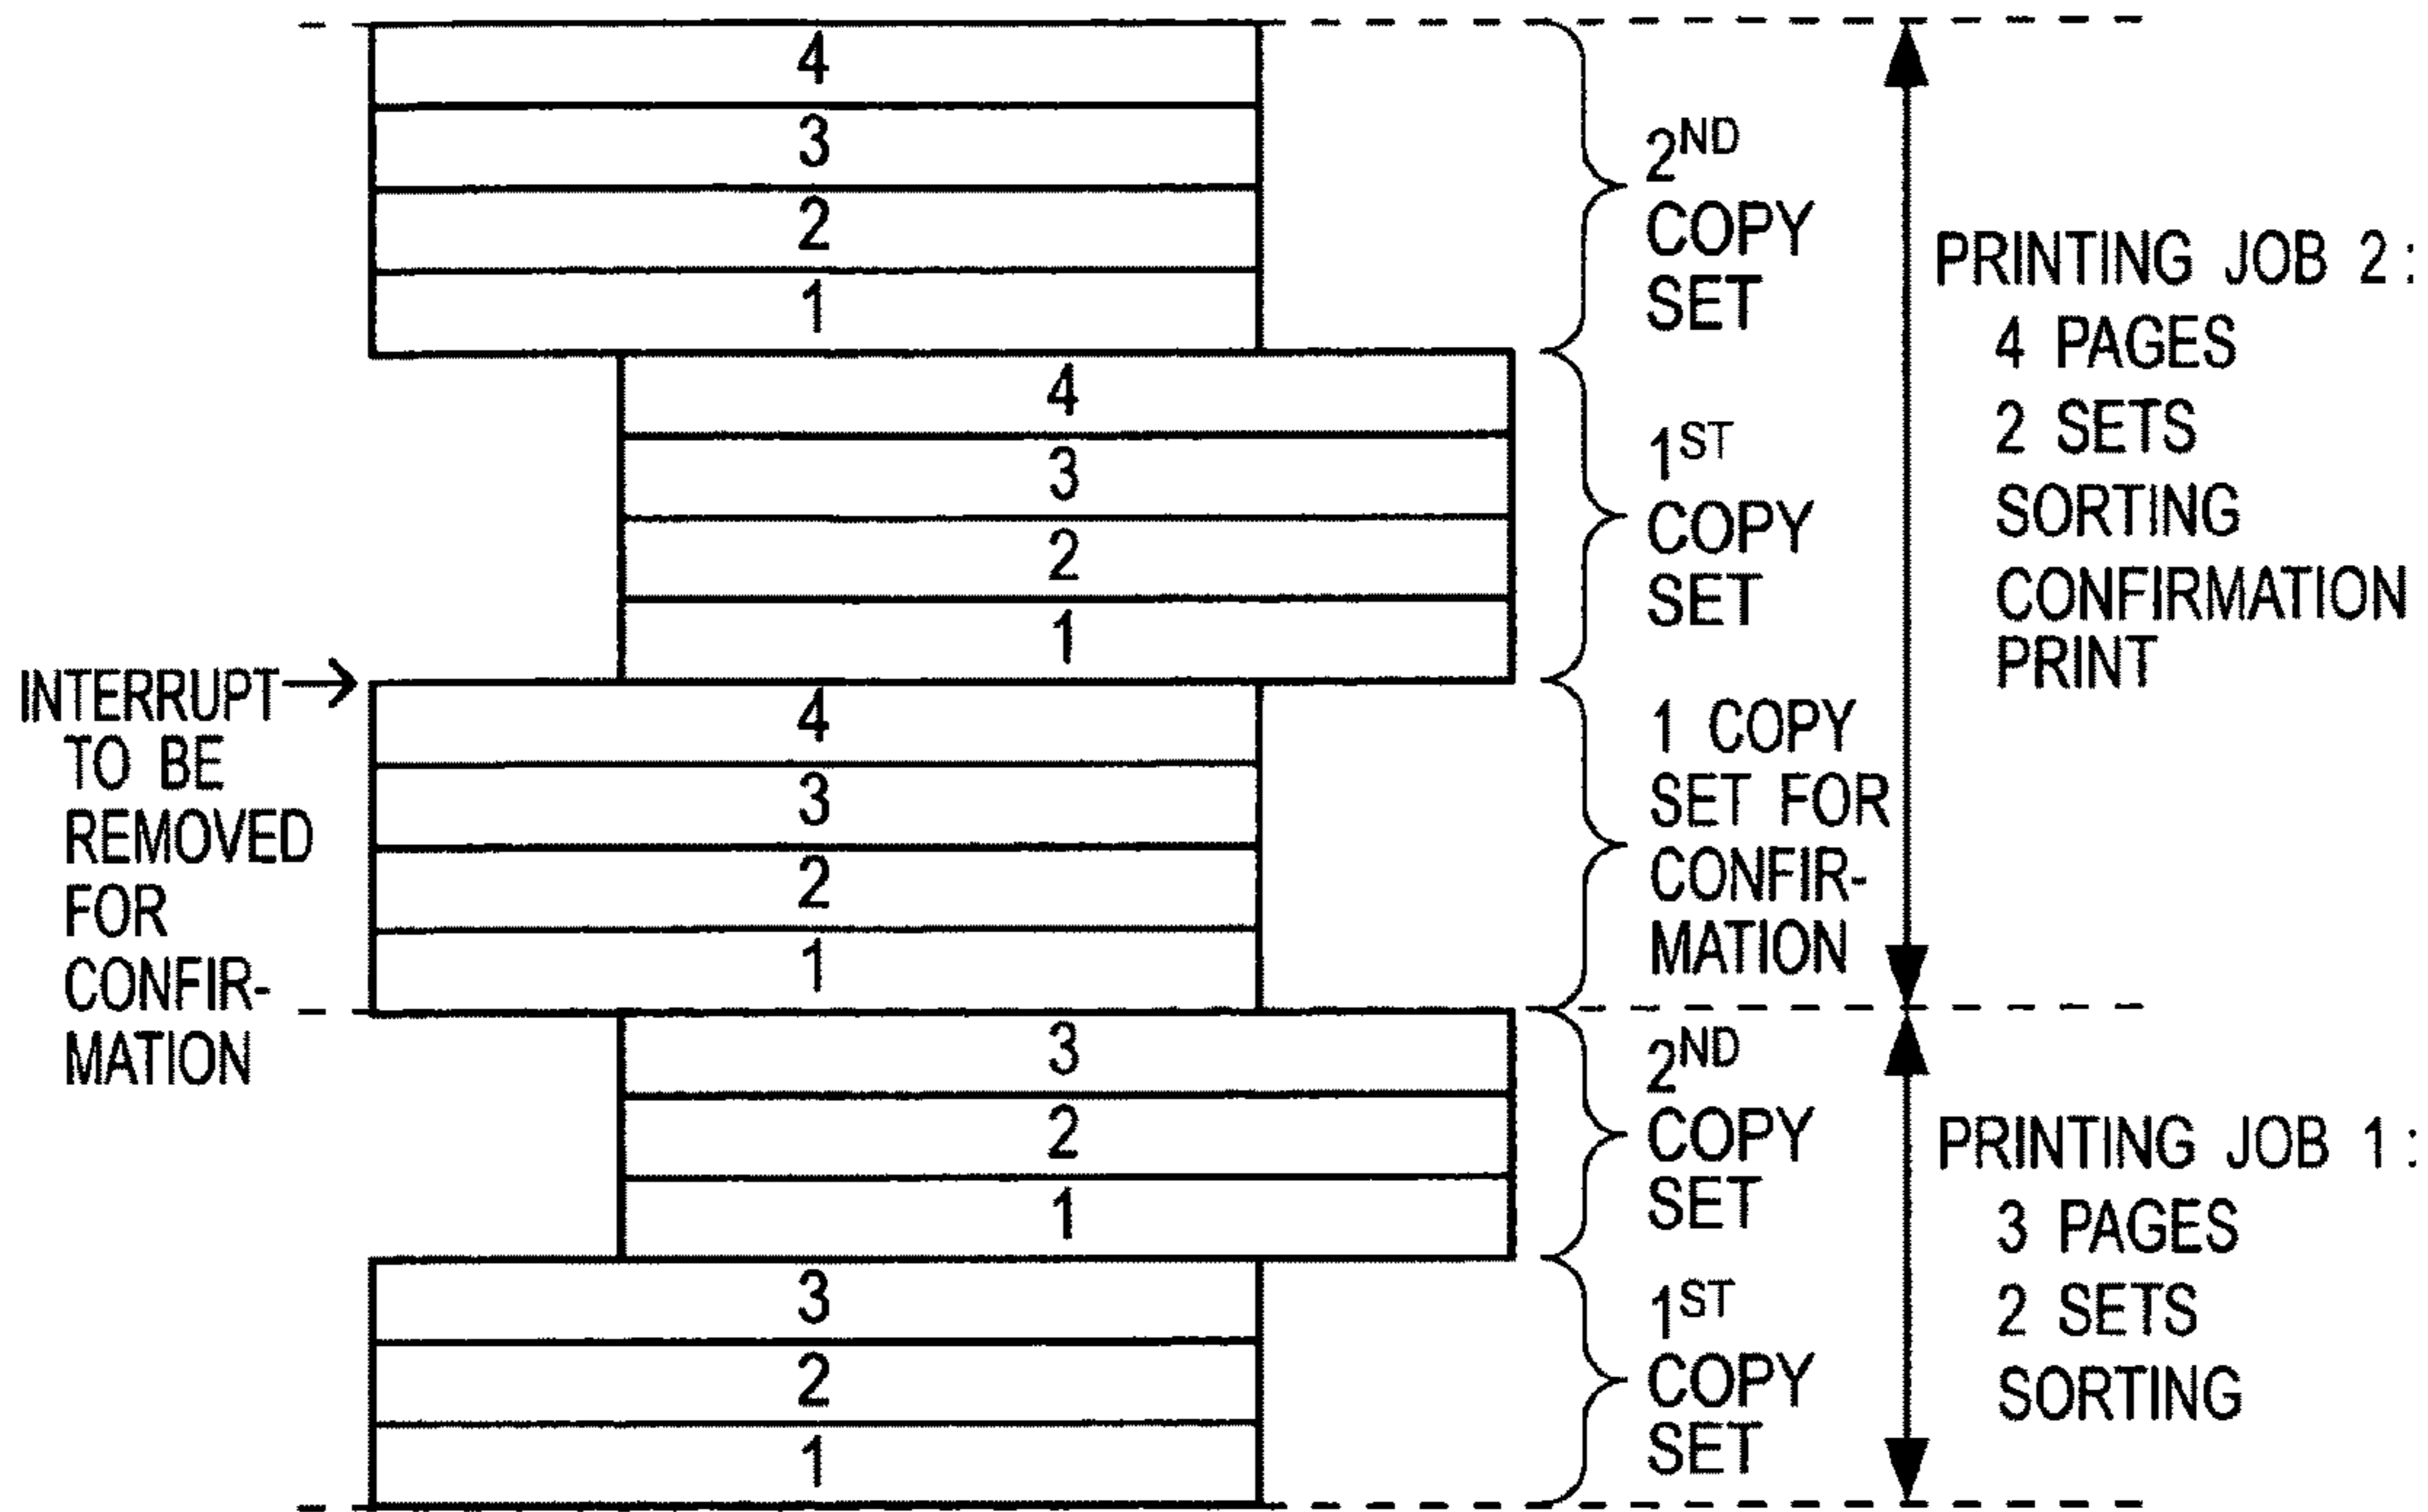 4
3
2
1
2ND
COPY
SET
4
3
2
1
1ST
COPY
SET
PRINTING JOB 2 :
4 PAGES
2 SETS
SORTING
CONFIRMATION
PRINT
INTERRUPT
TO BE
REMOVED
FOR
CONFIR-
MATION
4
3
2
1
1 COPY
SET FOR
CONFIR-
MATION
3
2
1
2ND
COPY
SET
3
2
1
1ST
COPY
SET
PRINTING JOB 1 :
3 PAGES
2 SETS
SORTING